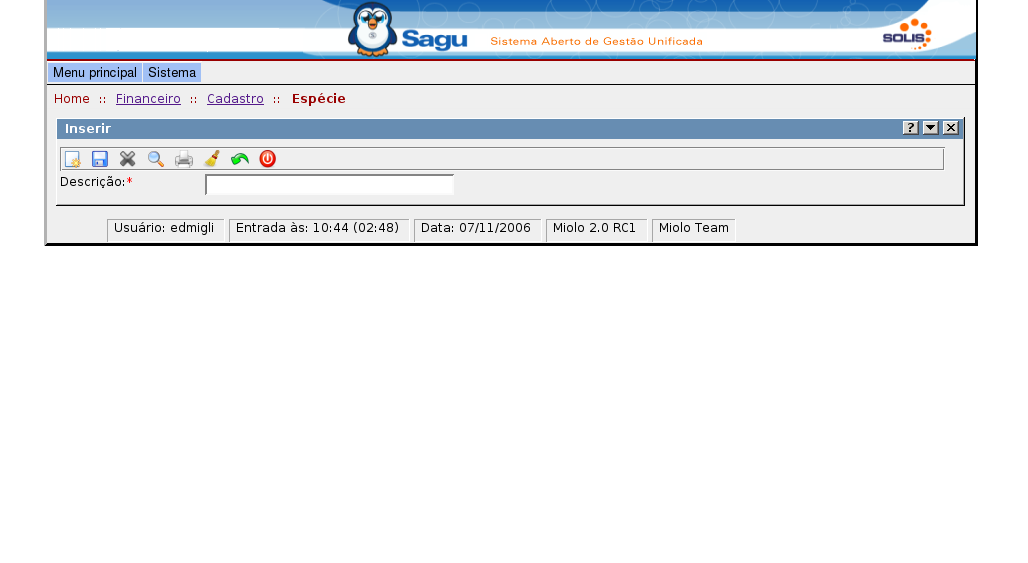 Sagu Sistema Aberto de Gestão Unificada SOLIS
Menu principal Sistema
Home :: Financeiro :: Cadastro :: Espécie
Inserir ?
Descrição:*
Usuário: edmigli Entrada às: 10:44 (02:48) Data: 07/11/2006 Miolo 2.0 RC1 Miolo Team